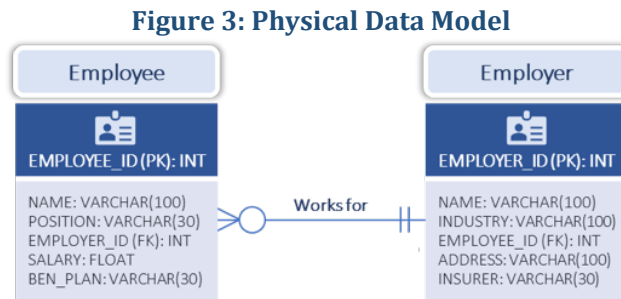 Figure 3: Physical Data Model
Employee
EMPLOYEE_ID (PK): INT
NAME: VARCHAR(100)
POSITION: VARCHAR(30)
EMPLOYER_ID (FK): INT
SALARY: FLOAT
BEN_PLAN: VARCHAR(30)
Works for
Employer
EMPLOYER_ID (PK): INT
NAME: VARCHAR(100)
INDUSTRY: VARCHAR(100)
EMPLOYEE_ID (FK): INT
ADDRESS: VARCHAR(100)
INSURER: VARCHAR(30)